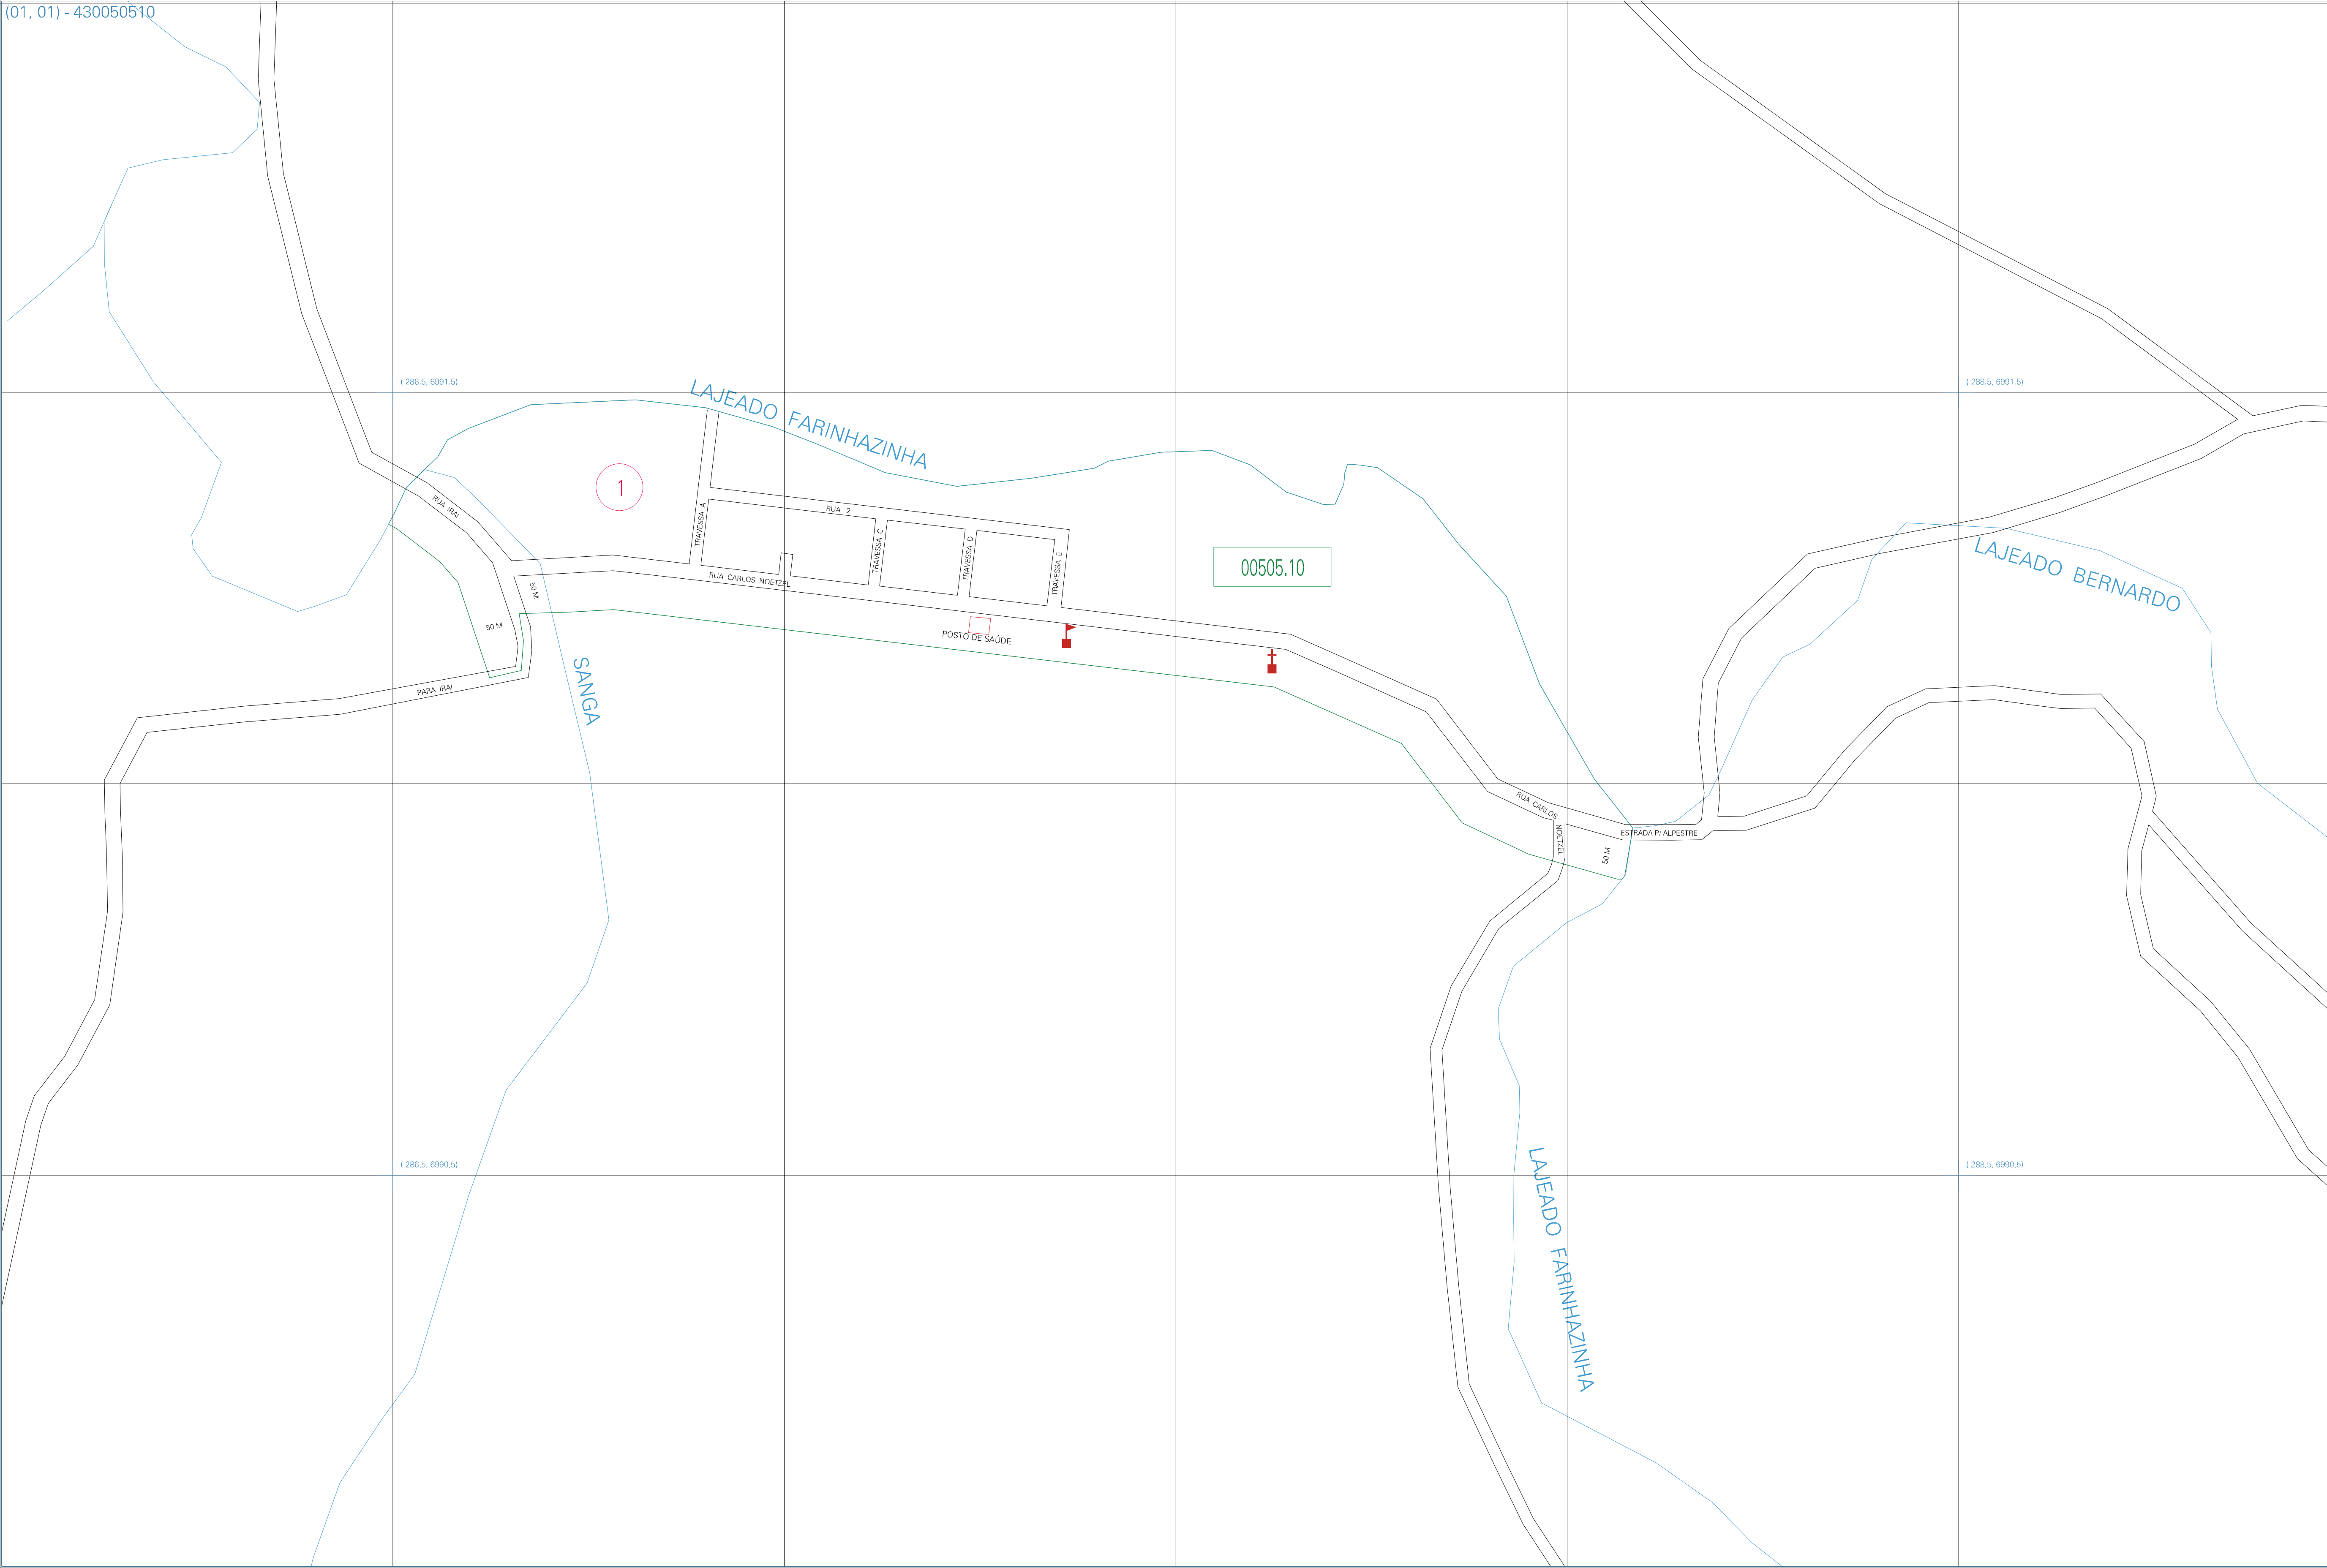 (01, 01) - 430050510
( 286.5, 6991.5)
( 288.5, 6991.5)
LAJEADO FARINHAZINHA
1
RUA IRAI
TRAVESSA A
RUA 2
TRAVESSA C
TRAVESSA D
TRAVESSA E
00505.10
LAJEADO BERNARDO
RUA CARLOS NOETZEL
50 M
50 M
POSTO DE SAÚDE
SANGA
PARA IRAI
RUA CARLOS
NOETZEL
ESTRADA P/ ALPESTRE
50 M
( 286.5, 6990.5)
( 288.5, 6990.5)
LAJEADO FARINHAZINHA